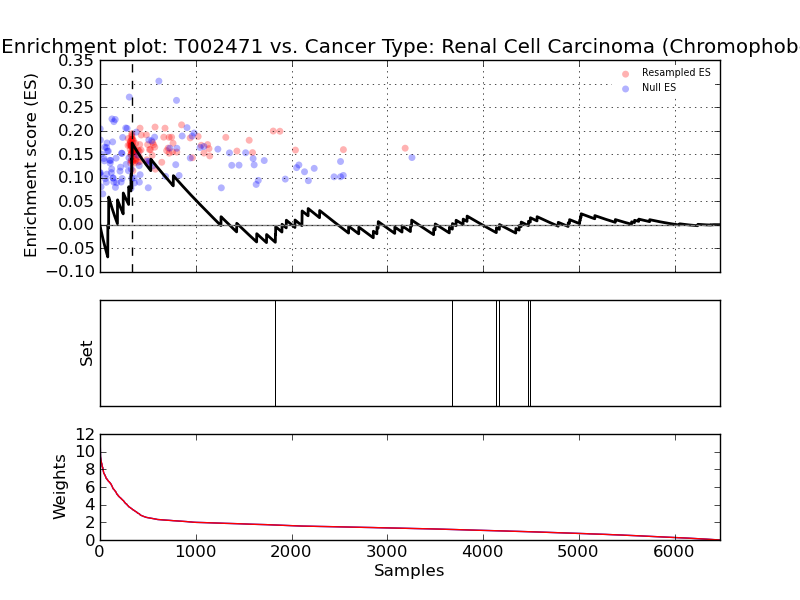 Enrichment plot: T002471 vs. Cancer Type: Renal Cell Carcinoma (Chromophob
0.35
0.30
0.25
0.20
0.15
0.10
0.05
0.00
−0.05
−0.10
Enrichment score (ES)
Resampled ES
Null ES
Set
12
10
8
6
4
2
0
Weights
0 1000 2000 3000 4000 5000 6000
Samples